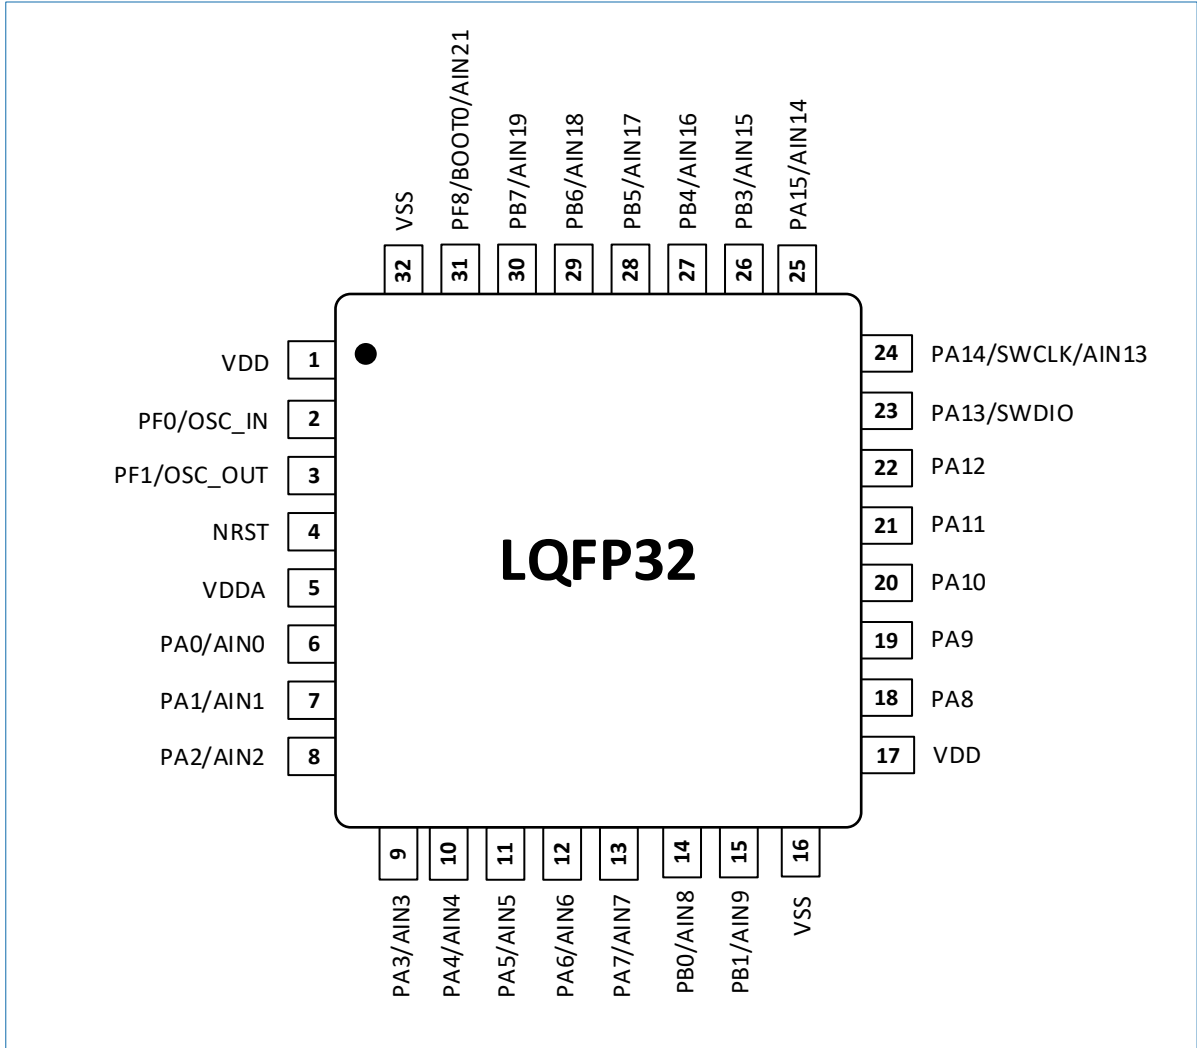 PF8/BOOT0/AIN21
PB7/AIN19
PB6/AIN18
PB5/AIN17
PB4/AIN16
PB3/AIN15
PA15/AIN14
VSS
32
31
30
29
28
27
26
25
VDD
1
PF0/OSC_IN
2
PF1/OSC_OUT
3
NRST
4
VDDA
5
PA0/AIN0
6
PA1/AIN1
7
PA2/AIN2
8
LQFP32
24
PA14/SWCLK/AIN13
23
PA13/SWDIO
22
PA12
21
PA11
20
PA10
19
PA9
18
PA8
17
VDD
9
10
11
12
13
14
15
16
PA3/AIN3
PA4/AIN4
PA5/AIN5
PA6/AIN6
PA7/AIN7
PB0/AIN8
PB1/AIN9
VSS